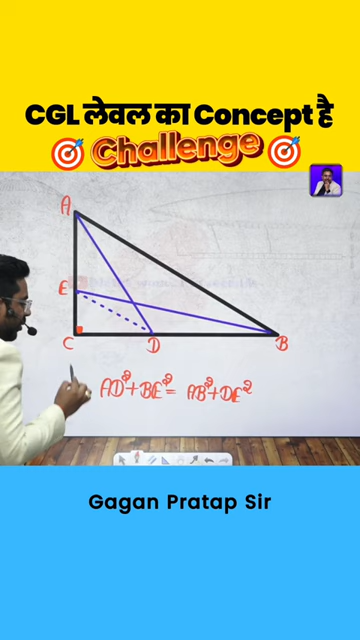 CGL लेवल का Concept है
Challenge
A
E
C
D
B
AD²+BE²= AB²+DE²
Gagan Pratap Sir